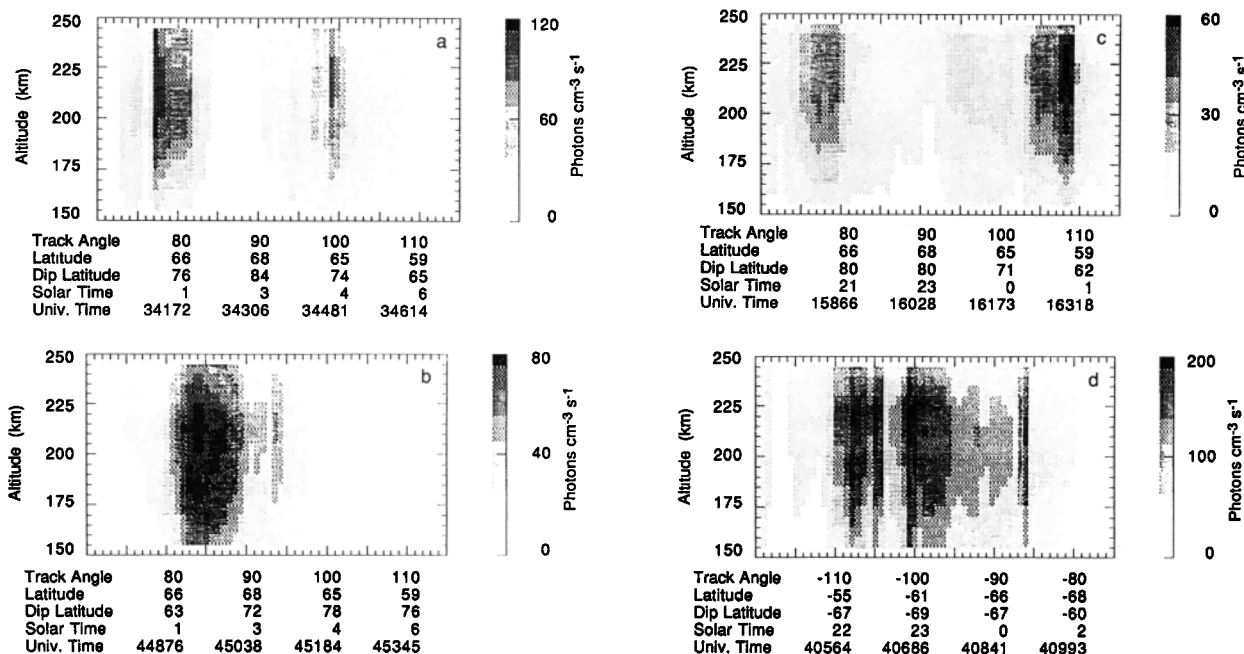 250
225
200
175
150
Altitude (km)
a
120
60
0
Photons cm-3 s-1
Track Angle 80 90 100 110
Latitude 66 68 65 59
Dip Latitude 76 84 74 65
Solar Time 1 3 4 6
Univ. Time 34172 34306 34481 34614
250
225
200
175
150
Altitude (km)
b
80
40
0
Photons cm-3 s-1
Track Angle 80 90 100 110
Latitude 66 68 65 59
Dip Latitude 63 72 78 76
Solar Time 1 3 4 6
Univ. Time 44876 45038 45184 45345
250
225
200
175
150
Altitude (km)
c
60
30
0
Photons cm-3 s-1
Track Angle 80 90 100 110
Latitude 66 68 65 59
Dip Latitude 80 80 71 62
Solar Time 21 23 0 1
Univ. Time 15866 16028 16173 16318
250
225
200
175
150
Altitude (km)
d
200
100
0
Photons cm-3 s-1
Track Angle -110 -100 -90 -80
Latitude -55 -61 -66 -68
Dip Latitude -67 -69 -67 -60
Solar Time 22 23 0 2
Univ. Time 40564 40686 40841 40993